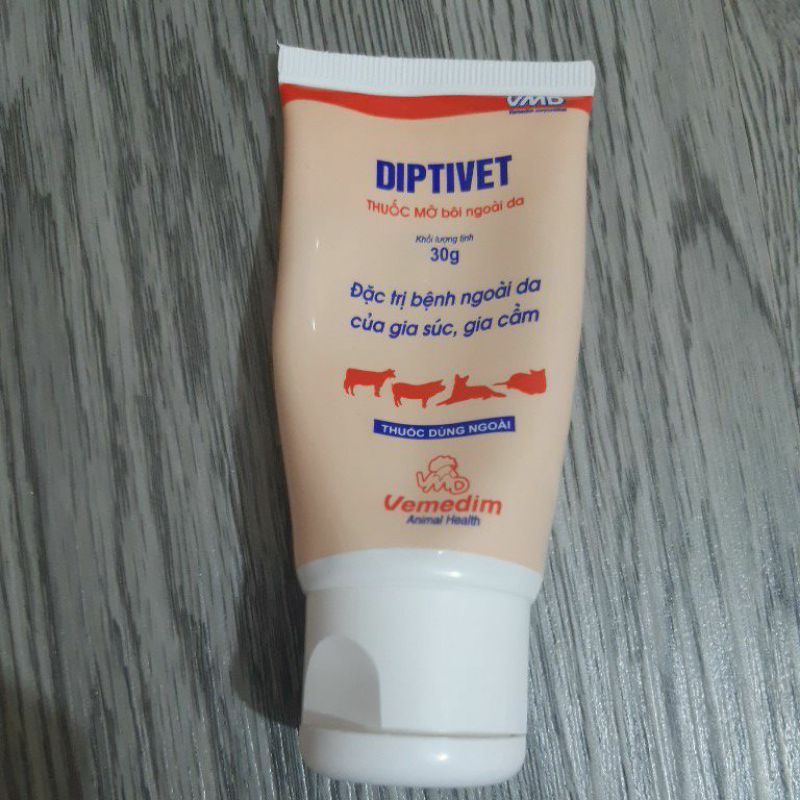 VMD
DIPTIVET
THUỐC MỠ bôi ngoài da
Khối lượng tịnh
30g
Đặc trị bệnh ngoài da
của gia súc, gia cầm
THUỐC DÙNG NGOÀI
VMD
Vemedim
Animal Health